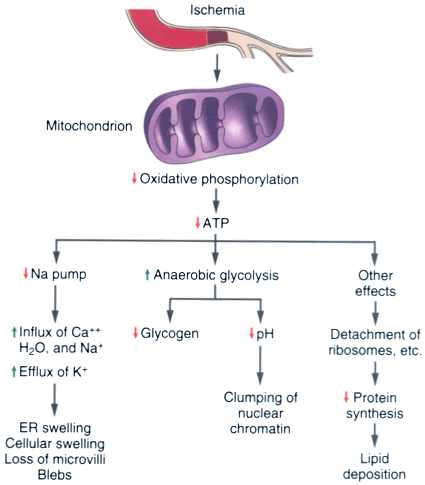 Ischemia
Mitochondrion
↓Oxidative phosphorylation
↓ATP
↓Na pump
↑Anaerobic glycolysis
Other
effects
↑Influx of Ca⁺⁺
H₂O, and Na⁺
↑Efflux of K⁺
↓Glycogen
↓pH
Detachment of
ribosomes, etc.
Clumping of
nuclear
chromatin
↓Protein
synthesis
ER swelling
Cellular swelling
Loss of microvilli
Blebs
Lipid
deposition